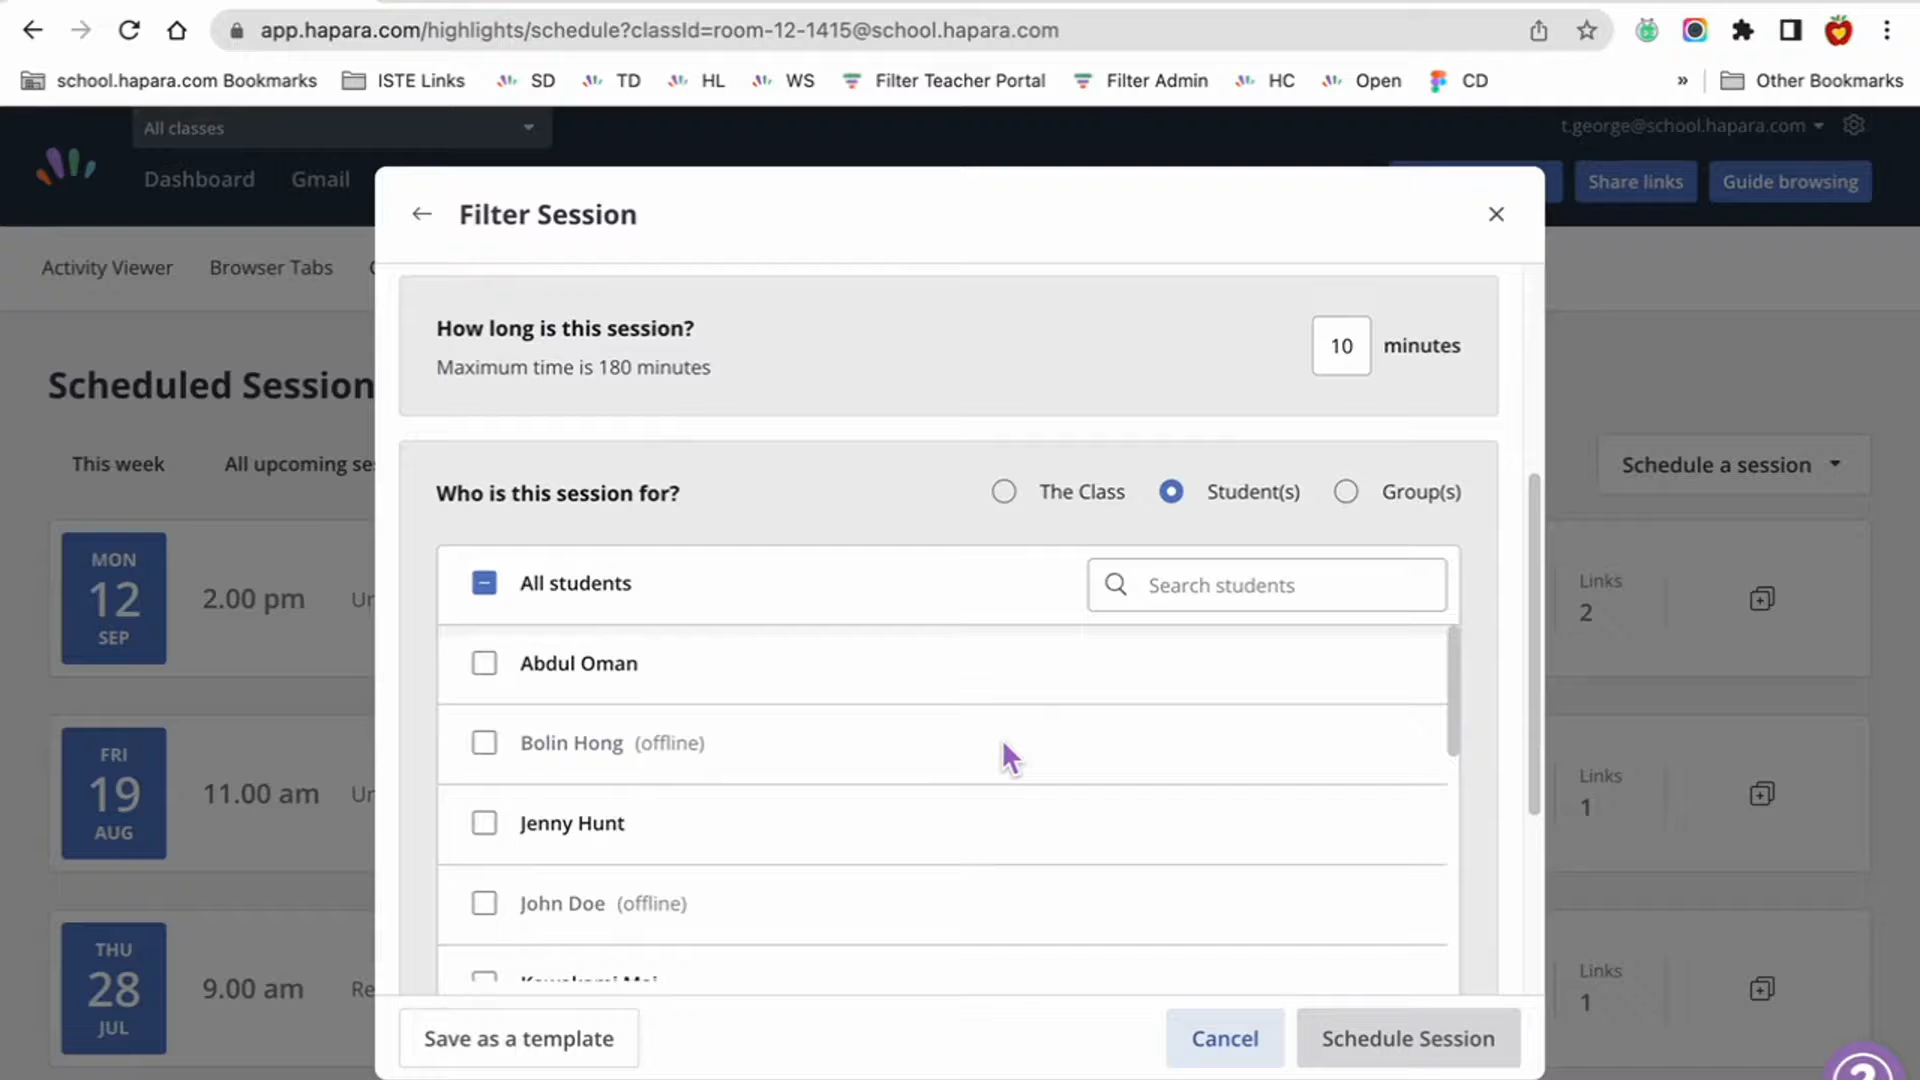 app.hapara.com/highlights/schedule?classId=room-12-1415@school.hapara.com
school.hapara.com Bookmarks ISTE Links SD TD HL WS Filter Teacher Portal Filter Admin HC Open CD » Other Bookmarks
All classes t.george@school.hapara.com
Dashboard Gmail Share links Guide browsing
Filter Session
Activity Viewer Browser Tabs
How long is this session? 10 minutes
Maximum time is 180 minutes
Scheduled Session
This week All upcoming se Schedule a session
Who is this session for? The Class Student(s) Group(s)
All students Search students
MON
12
SEP
2.00 pm Un
Links
2
Abdul Oman
Bolin Hong (offline)
FRI
19
AUG
11.00 am Un
Links
1
Jenny Hunt
John Doe (offline)
THU
28
JUL
9.00 am Re
Links
1
Save as a template Cancel Schedule Session
?